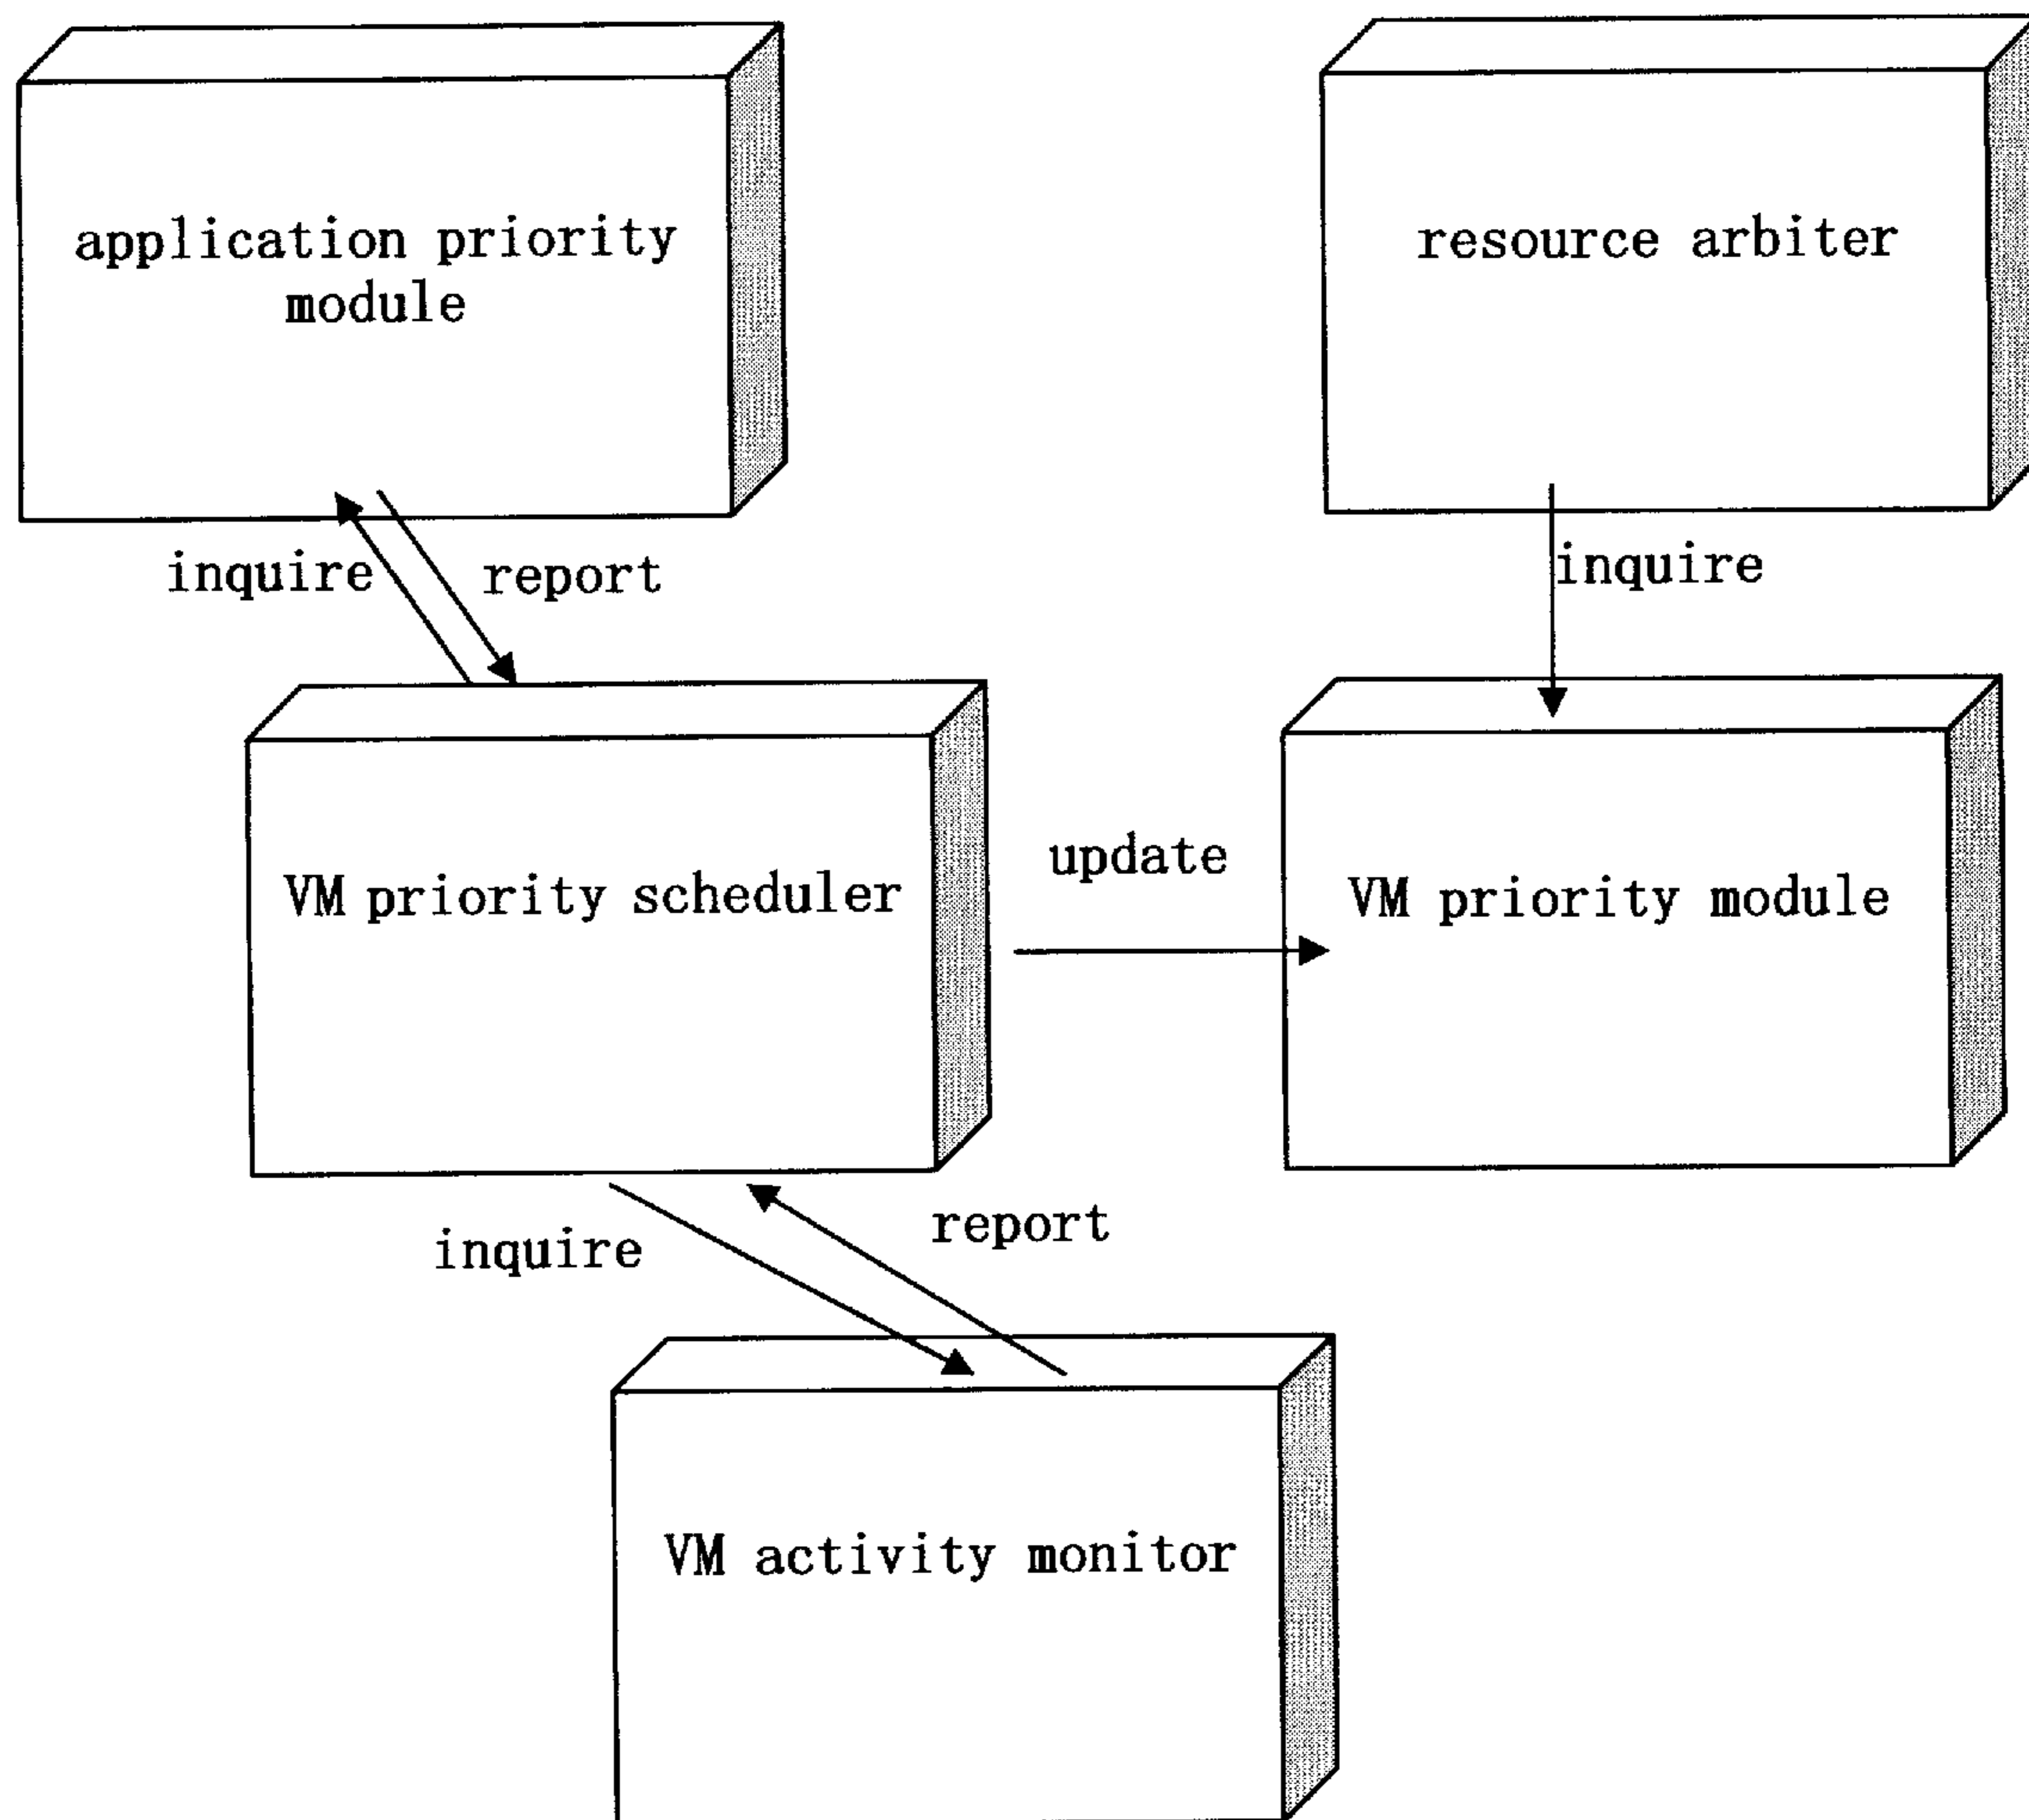 application priority
module
resource arbiter
inquire
report
inquire
VM priority scheduler
update
VM priority module
inquire
report
VM activity monitor